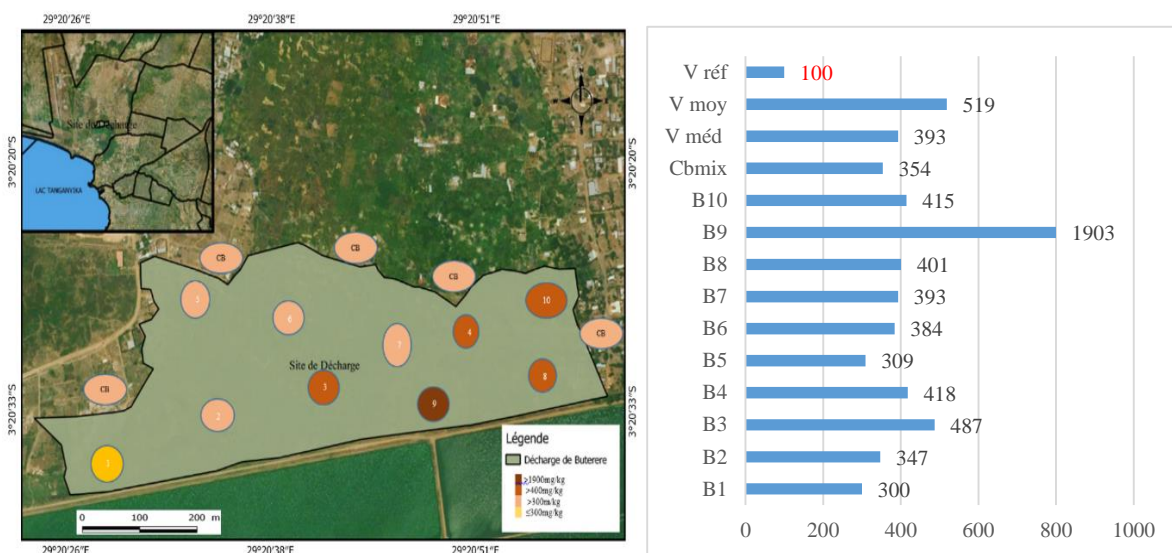 29°20'26"E
29°20'38"E
29°20'51"E
3°20'20"S
3°20'20"S
Site de Décharge
LAC TANGANYIKA
CB
CB
CB
CB
CB
5
6
7
4
10
3
8
9
2
1
Site de Décharge
3°20'33"S
3°20'33"S
Légende
Décharge de Buterere
≥1900mg/kg
>400mg/kg
>300m/kg
≤300mg/kg
0 100 200 m
29°20'26"E
29°20'38"E
29°20'51"E
V réf 100
V moy 519
V méd 393
Cbmix 354
B10 415
B9 1903
B8 401
B7 393
B6 384
B5 309
B4 418
B3 487
B2 347
B1 300
0 200 400 600 800 1000